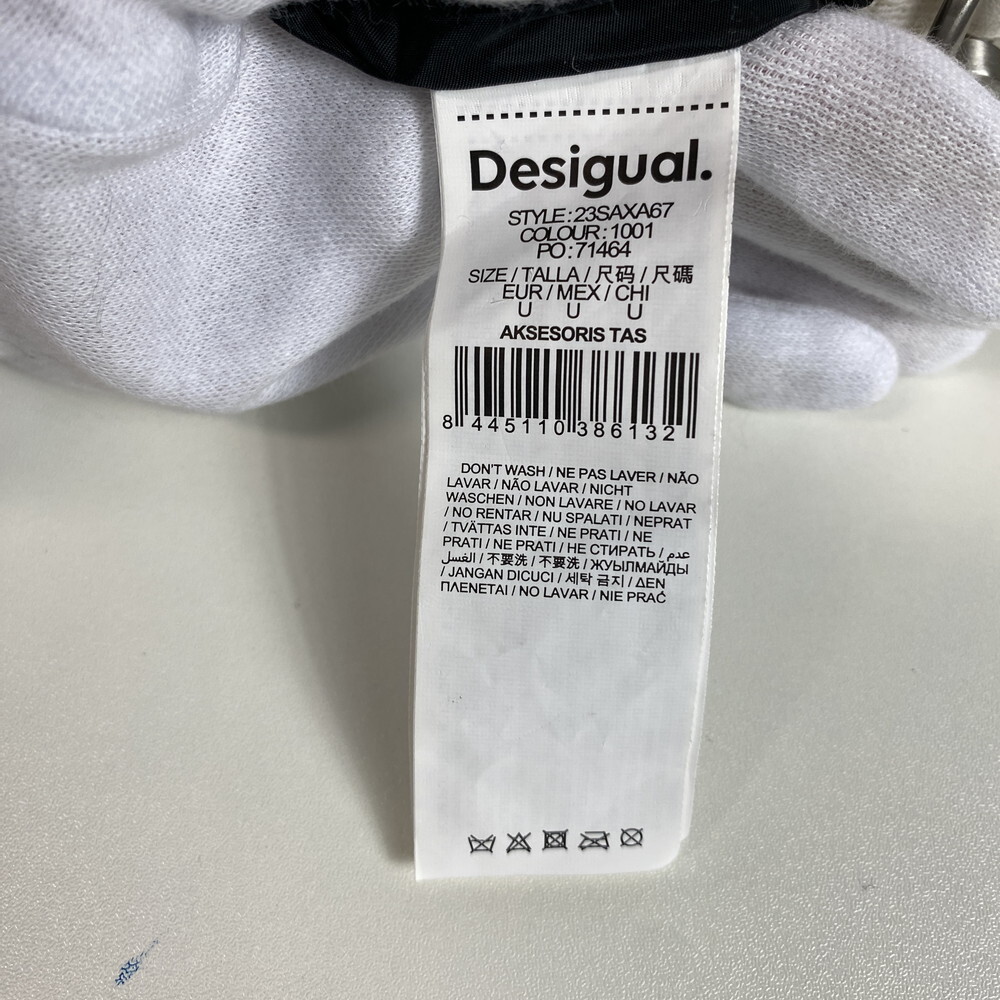 Desigual.
STYLE:23SAXA67
COLOUR:1001
PO:71464
SIZE / TALLA / 尺码 / 尺碼
EUR / MEX / CHI
U U U
AKSESORIS TAS
8 445110 386132
DON'T WASH / NE PAS LAVER / NÃO
LAVAR / NÃO LAVAR / NICHT
WASCHEN / NON LAVARE / NO LAVAR
/ NO RENTAR / NU SPALATI / NEPRAT
/ TVÄTTAS INTE / NE PRATI / NE
PRATI / NE PRATI / НЕ СТИРАТЬ / عدم
الغسل / 不要洗 / 不要洗 / ЖУЫЛМАЙДЫ
/ JANGAN DICUCI / 세탁 금지 / ΔΕΝ
ΠΛΕΝΕΤΑΙ / NO LAVAR / NIE PRAĆ